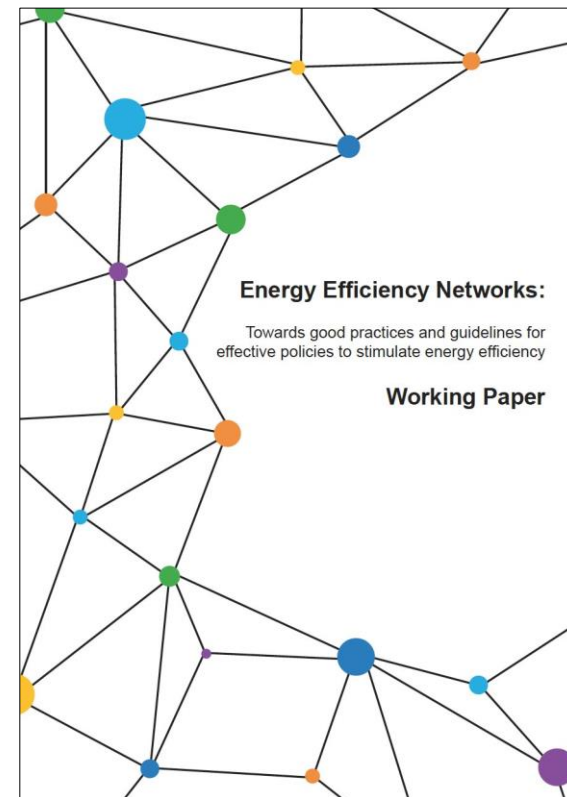 Energy Efficiency Networks:
Towards good practices and guidelines for
effective policies to stimulate energy efficiency
Working Paper